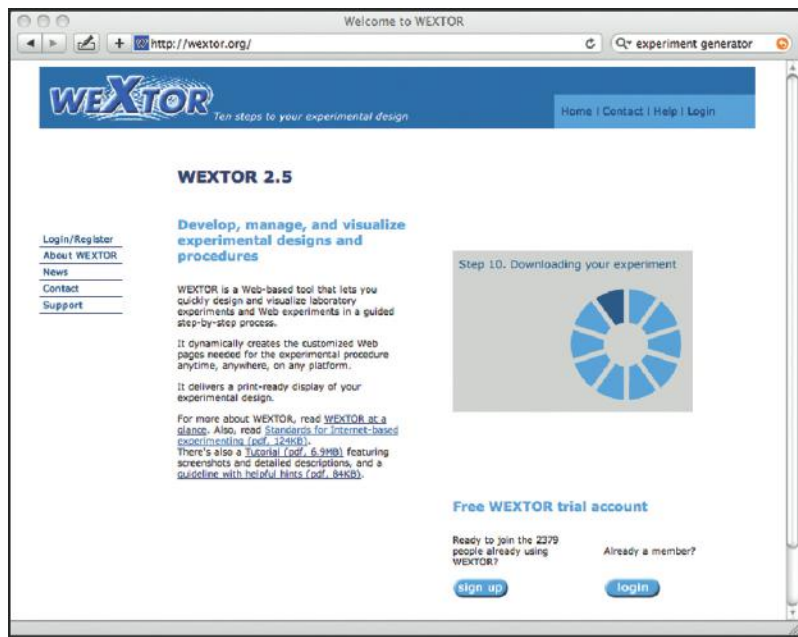 Welcome to WEXTOR
http://wextor.org/
experiment generator
WEXTOR
Ten steps to your experimental design
Home | Contact | Help | Login
WEXTOR 2.5
Login/Register
About WEXTOR
News
Contact
Support
Develop, manage, and visualize
experimental designs and
procedures
WEXTOR is a Web-based tool that lets you
quickly design and visualize laboratory
experiments and Web experiments in a guided
step-by-step process.
It dynamically creates the customized Web
pages needed for the experimental procedure
anytime, anywhere, on any platform.
It delivers a print-ready display of your
experimental design.
For more about WEXTOR, read WEXTOR at a
glance. Also, read Standards for Internet-based
experimenting (pdf, 124KB).
There's also a Tutorial (pdf, 6.9MB) featuring
screenshots and detailed descriptions, and a
guideline with helpful hints (pdf, 84KB).
Step 10. Downloading your experiment
Free WEXTOR trial account
Ready to join the 2379
people already using
WEXTOR?
sign up
Already a member?
login